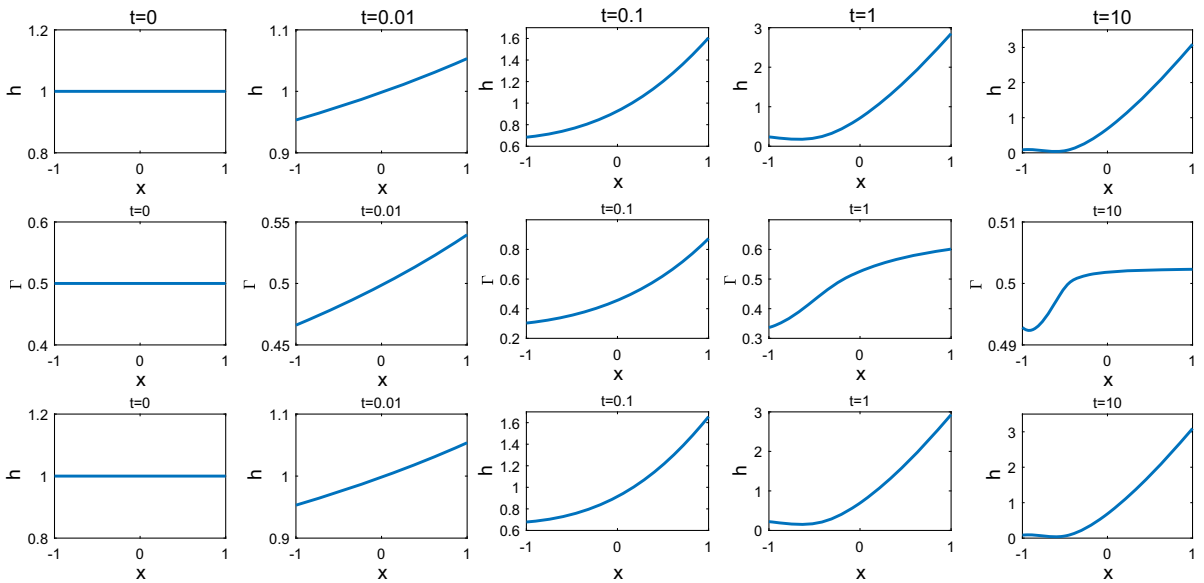 t=0 t=0.01 t=0.1 t=1 t=10
1.2 1.1 1.6 3 3
h 1 h 1 h 1.4 h 2 h 2
1.2
1
0.8 1 1
0.8 0.9 0.6 0 0
-1 0 1 -1 0 1 -1 0 1 -1 0 1 -1 0 1
x x x x x
t=0 t=0.01 t=0.1 t=1 t=10
0.6 0.55 0.8 0.6 0.51
Γ 0.5 Γ 0.5 Γ 0.6 Γ 0.5 Γ 0.5
0.4 0.4
0.4 0.45 0.2 0.3 0.49
-1 0 1 -1 0 1 -1 0 1 -1 0 1 -1 0 1
x x x x x
t=0 t=0.01 t=0.1 t=1 t=10
1.2 1.1 1.6 3 3
h 1 h 1 h 1.4 h 2 h 2
1.2
1
0.8 1 1
0.8 0.9 0.6 0 0
-1 0 1 -1 0 1 -1 0 1 -1 0 1 -1 0 1
x x x x x